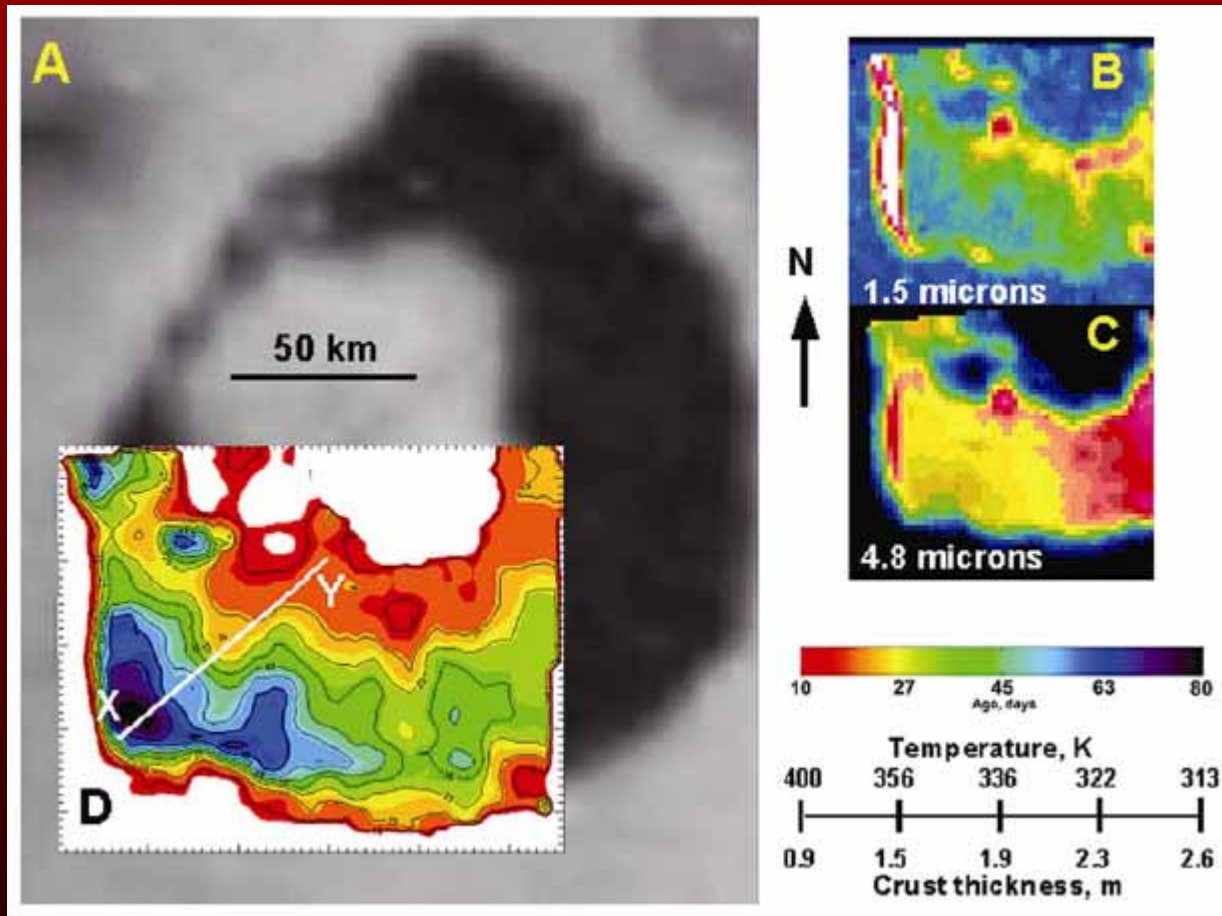 A
50 km
X
Y
D
B
1.5 microns
N
C
4.8 microns
10 27 45 63 80
Ago, days
Temperature, K
400 356 336 322 313
0.9 1.5 1.9 2.3 2.6
Crust thickness, m